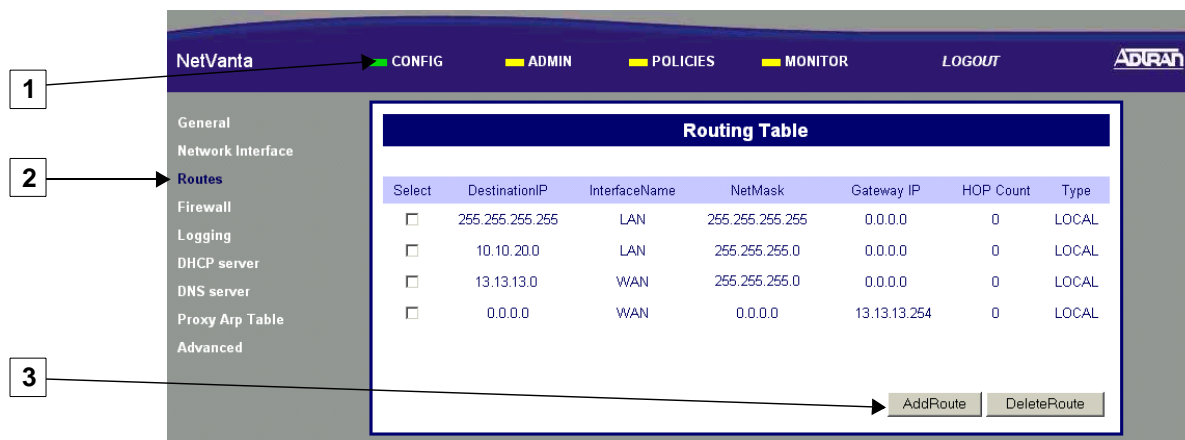 NetVanta CONFIG ADMIN POLICIES MONITOR LOGOUT ADTRAN
1
General
Network Interface
2 Routes
Firewall
Logging
DHCP server
DNS server
Proxy Arp Table
Advanced
3
Routing Table
Select DestinationIP InterfaceName NetMask Gateway IP HOP Count Type
255.255.255.255 LAN 255.255.255.255 0.0.0.0 0 LOCAL
10.10.20.0 LAN 255.255.255.0 0.0.0.0 0 LOCAL
13.13.13.0 WAN 255.255.255.0 0.0.0.0 0 LOCAL
0.0.0.0 WAN 0.0.0.0 13.13.13.254 0 LOCAL
AddRoute DeleteRoute